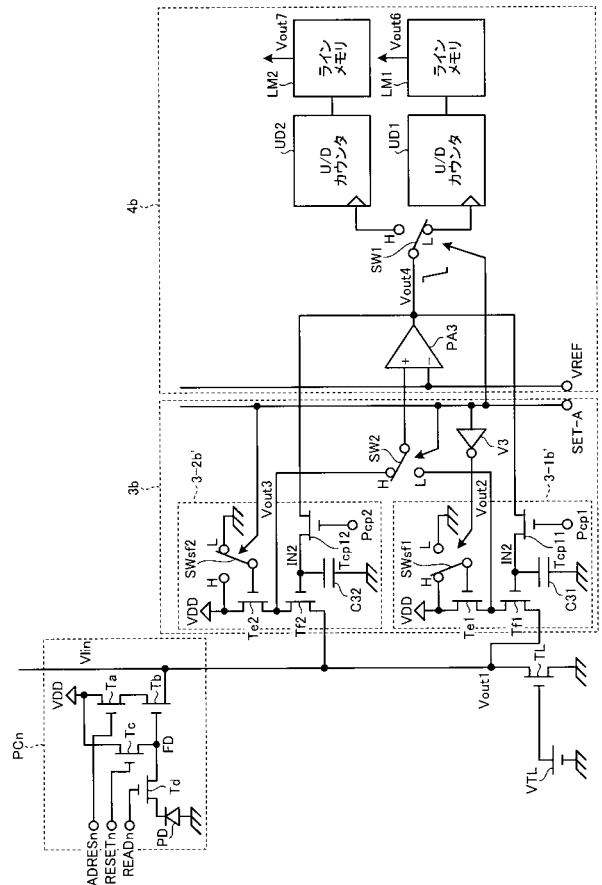 PCn
VDD
Vlin
ADRESn
RESETn
READn
Ta
Tb
Tc
Td
FD
PD
Vout1
TL
VTL
3b
3-2b'
VDD
H
L
SWsf2
Te2
Tf2
IN2
C32
Tcp12
Pcp2
Vout3
SW2
H
L
Vout2
V3
3-1b'
VDD
H
L
SWsf1
Te1
Tf1
IN2
C31
Tcp11
Pcp1
SET-A
VREF
4b
PA3
+
−
Vout4
SW1
H
L
UD2
U/D
カウンタ
LM2
ライン
メモリ
Vout7
UD1
U/D
カウンタ
LM1
ライン
メモリ
Vout6